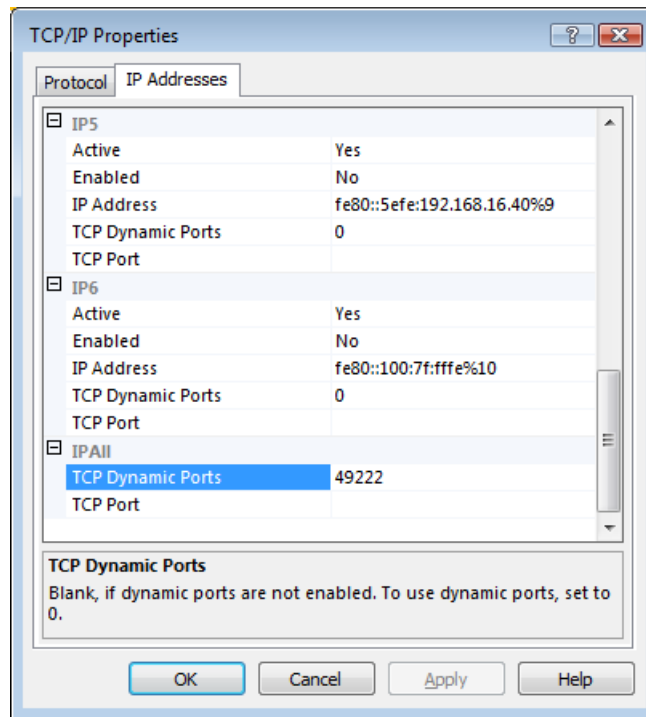 TCP/IP Properties
Protocol IP Addresses
IP5
Active Yes
Enabled No
IP Address fe80::5efe:192.168.16.40%9
TCP Dynamic Ports 0
TCP Port
IP6
Active Yes
Enabled No
IP Address fe80::100:7f:fffe%10
TCP Dynamic Ports 0
TCP Port
IPAll
TCP Dynamic Ports 49222
TCP Port
TCP Dynamic Ports
Blank, if dynamic ports are not enabled. To use dynamic ports, set to
0.
OK Cancel Apply Help